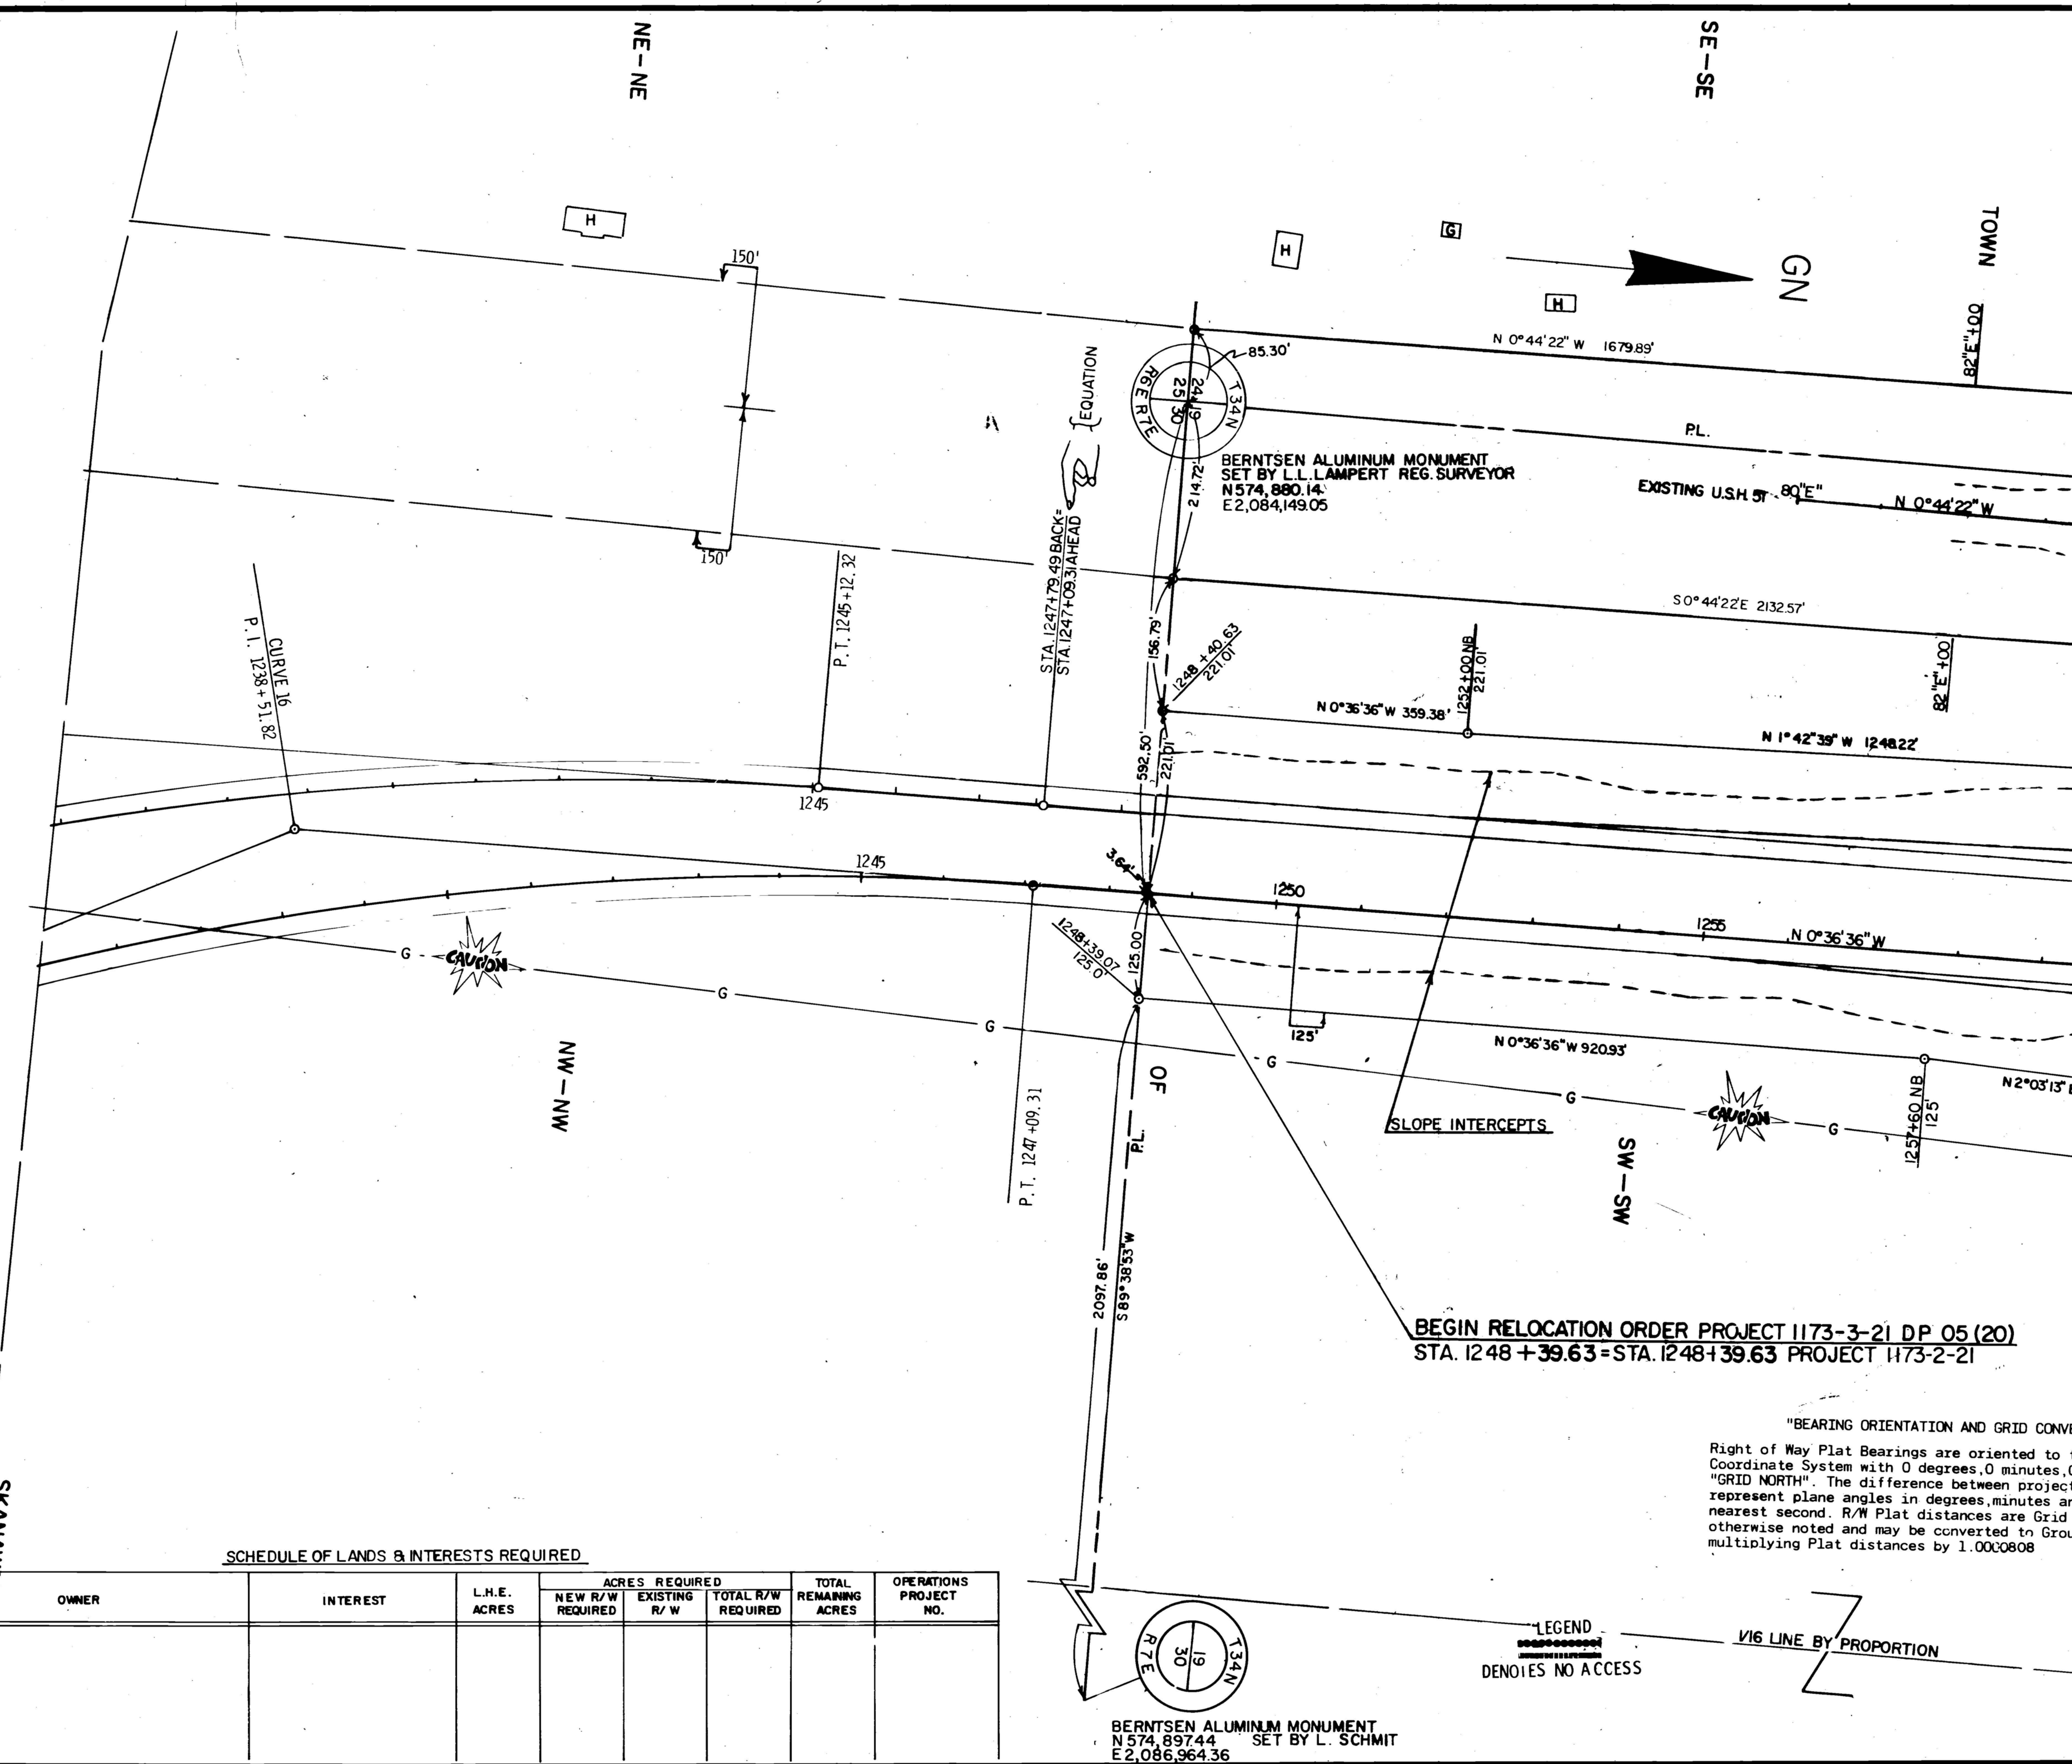 NE-NE
SE-SE
TOWN
H
H
G
H
GN
150'
150'
82"E"+00
N 0°44'22" W 1679.89'
85.30'
EQUATION
T34N
24 19
25 30
R6E R7E
P.L.
BERNTSEN ALUMINUM MONUMENT
SET BY L.L.LAMPERT REG. SURVEYOR
N 574,880.14
E 2,084,149.05
214.72'
EXISTING U.S.H. 51
80"E"
N 0°44'22" W
STA. 1247+79.49 BACK=
STA. 1247+09.31 AHEAD
P.T. 1245+12.32
CURVE 16
P.I. 1238+51.82
S 0°44'22"E 2132.57'
156.79'
1248+40.63
221.01'
1252+00 NB
221.01'
82"E"+00
N 0°36'36" W 359.38'
N 1°42'39" W 1248.22'
592.50'
221.01'
1245
1245
3.64'
1250
1255
N 0°36'36" W
125.00
1248+39.07
125.0'
125'
G
CAUTION
G
G
G
G
CAUTION
G
N 0°36'36" W 920.93'
N 2°03'13"
1257+60 NB
125'
NW-NW
P.T. 1247+09.31
OF
P.L.
SLOPE INTERCEPTS
SW-SW
2097.86'
S 89°38'53"W
BEGIN RELOCATION ORDER PROJECT 1173-3-21 DP 05 (20)
STA. 1248+39.63=STA. 1248+39.63 PROJECT 1173-2-21
"BEARING ORIENTATION AND GRID
Right of Way Plat Bearings are oriented to
Coordinate System with 0 degrees,0 minutes,
"GRID NORTH". The difference between
represent plane angles in degrees,minutes
nearest second. R/W Plat distances are Grid
otherwise noted and may be converted to
multiplying Plat distances by 1.0000808
SCHEDULE OF LANDS & INTERESTS REQUIRED
OWNER
INTEREST
L.H.E. ACRES
ACRES REQUIRED
NEW R/W REQUIRED
EXISTING R/W
TOTAL R/W REQUIRED
TOTAL REMAINING ACRES
OPERATIONS PROJECT NO.
T34N
19
30
R7E
BERNTSEN ALUMINUM MONUMENT
N 574,897.44 SET BY L. SCHMIT
E 2,086,964.36
LEGEND
DENOTES NO ACCESS
1/16 LINE BY PROPORTION